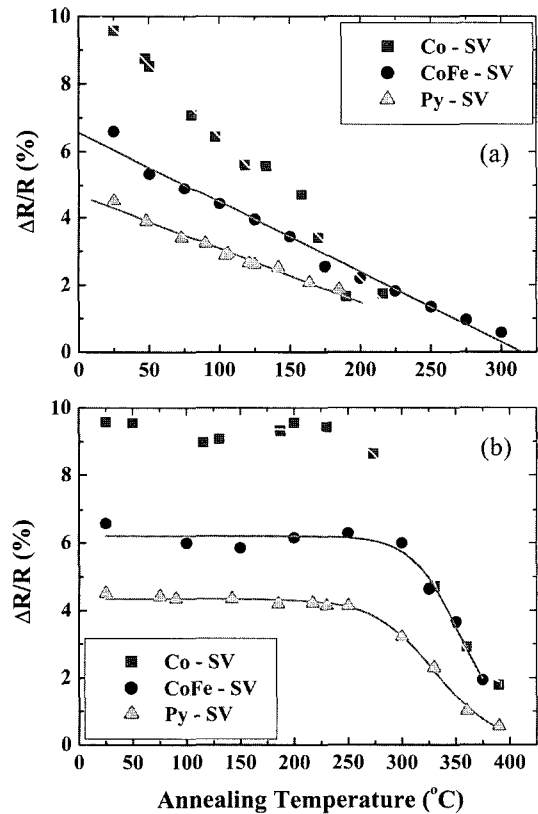 10
8
6
4
2
0
ΔR/R (%)
Co - SV
CoFe - SV
Py - SV
(a)
0 50 100 150 200 250 300
10
8
6
4
2
0
ΔR/R (%)
(b)
Co - SV
CoFe - SV
Py - SV
0 50 100 150 200 250 300 350 400
Annealing Temperature (°C)